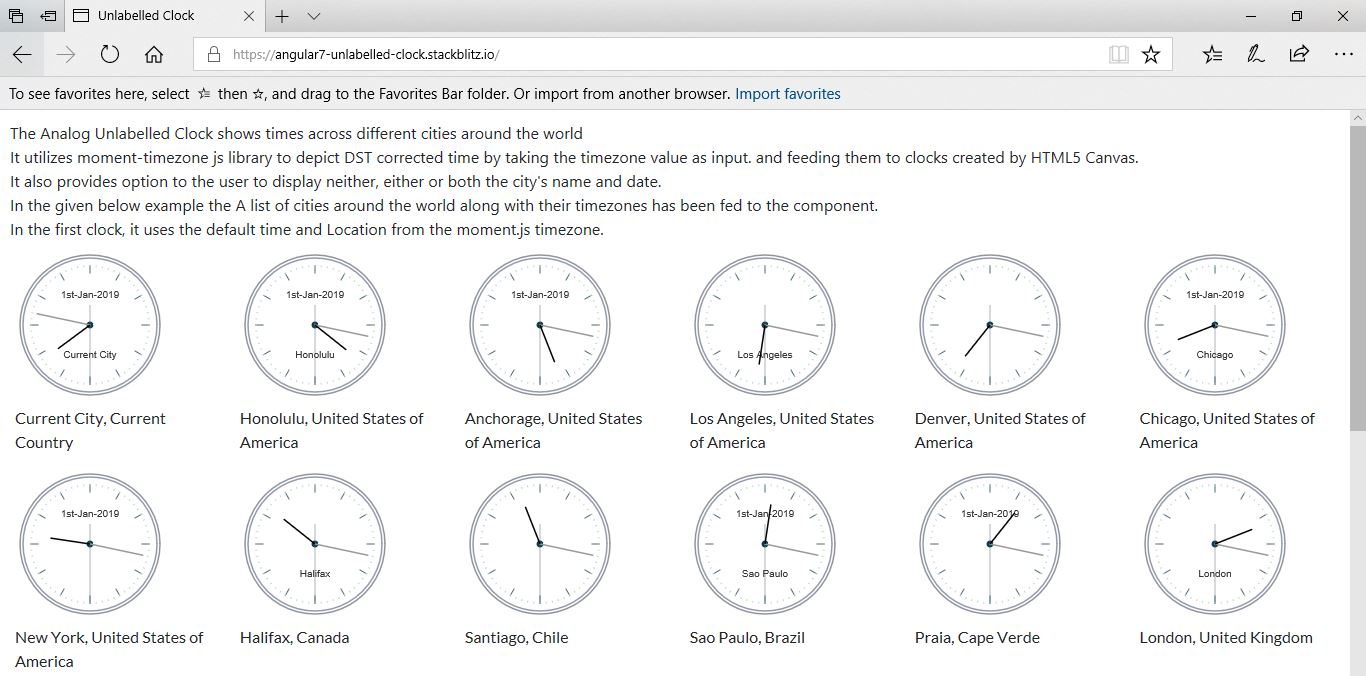 Unlabelled Clock
https://angular7-unlabelled-clock.stackblitz.io/
To see favorites here, select then ☆, and drag to the Favorites Bar folder. Or import from another browser. Import favorites
The Analog Unlabelled Clock shows times across different cities around the world
It utilizes moment-timezone js library to depict DST corrected time by taking the timezone value as input. and feeding them to clocks created by HTML5 Canvas.
It also provides option to the user to display neither, either or both the city's name and date.
In the given below example the A list of cities around the world along with their timezones has been fed to the component.
In the first clock, it uses the default time and Location from the moment.js timezone.
1st-Jan-2019 1st-Jan-2019 1st-Jan-2019 1st-Jan-2019
Current City Honolulu Los Angeles Chicago
Current City, Current Honolulu, United States of Anchorage, United States Los Angeles, United States Denver, United States of Chicago, United States of
Country America of America of America America America
1st-Jan-2019 1st-Jan-2019 1st-Jan-2019
Halifax Sao Paulo London
New York, United States of Halifax, Canada Santiago, Chile Sao Paulo, Brazil Praia, Cape Verde London, United Kingdom
America